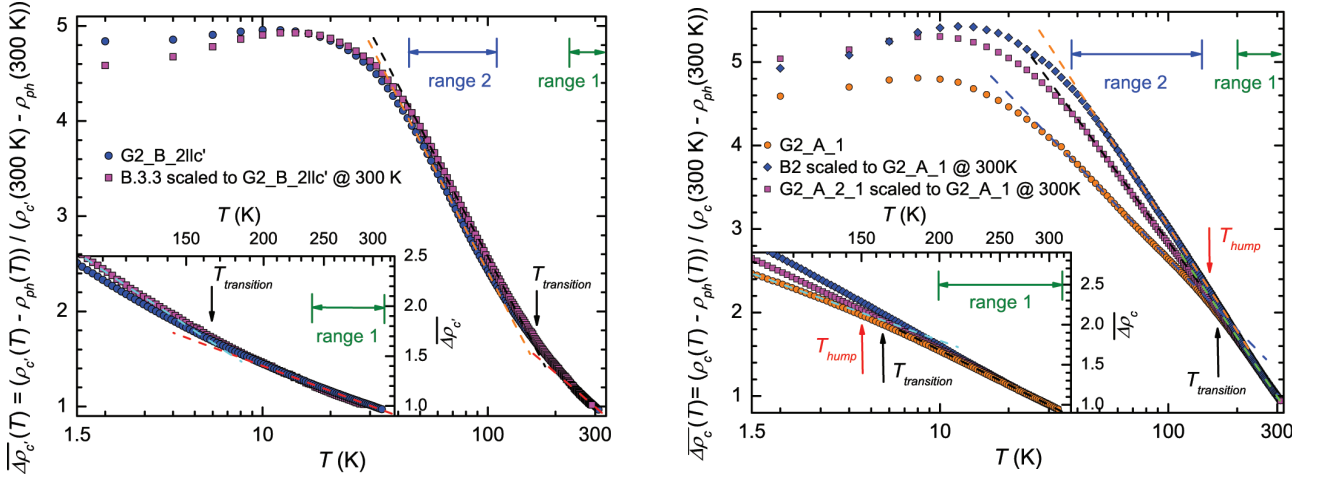 Δρc'(T) = (ρc'(T) - ρph(T)) / (ρc'(300 K) - ρph(300 K))
5
4
3
2
1
range 2
range 1
G2_B_2llc'
B.3.3 scaled to G2_B_2llc' @ 300 K
T (K)
150
200
250
300
2.5
2.0
1.5
1.0
Δρc'
Ttransition
range 1
Ttransition
1.5
10
100
300
T (K)
Δρc(T) = (ρc(T) - ρph(T)) / (ρc(300 K) - ρph(300 K))
5
4
3
2
1
range 2
range 1
G2_A_1
B2 scaled to G2_A_1 @ 300K
G2_A_2_1 scaled to G2_A_1 @ 300K
T (K)
150
200
250
300
2.5
2.0
1.5
1.0
Δρc
range 1
Thump
Ttransition
Thump
Ttransition
1.5
10
100
300
T (K)